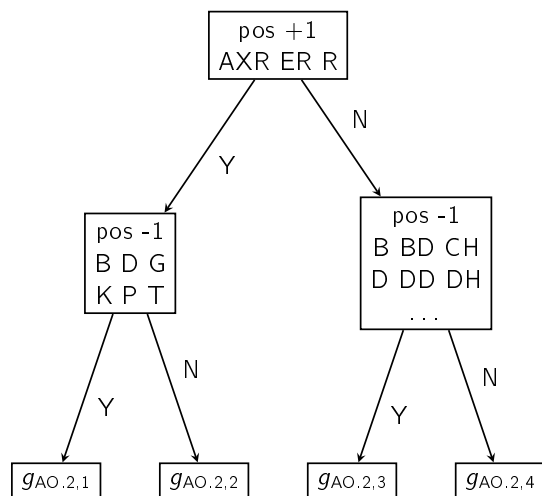 pos +1
AXR ER R
Y
N
pos -1
B D G
K P T
pos -1
B BD CH
D DD DH
...
Y
N
Y
N
gAO.2,1
gAO.2,2
gAO.2,3
gAO.2,4